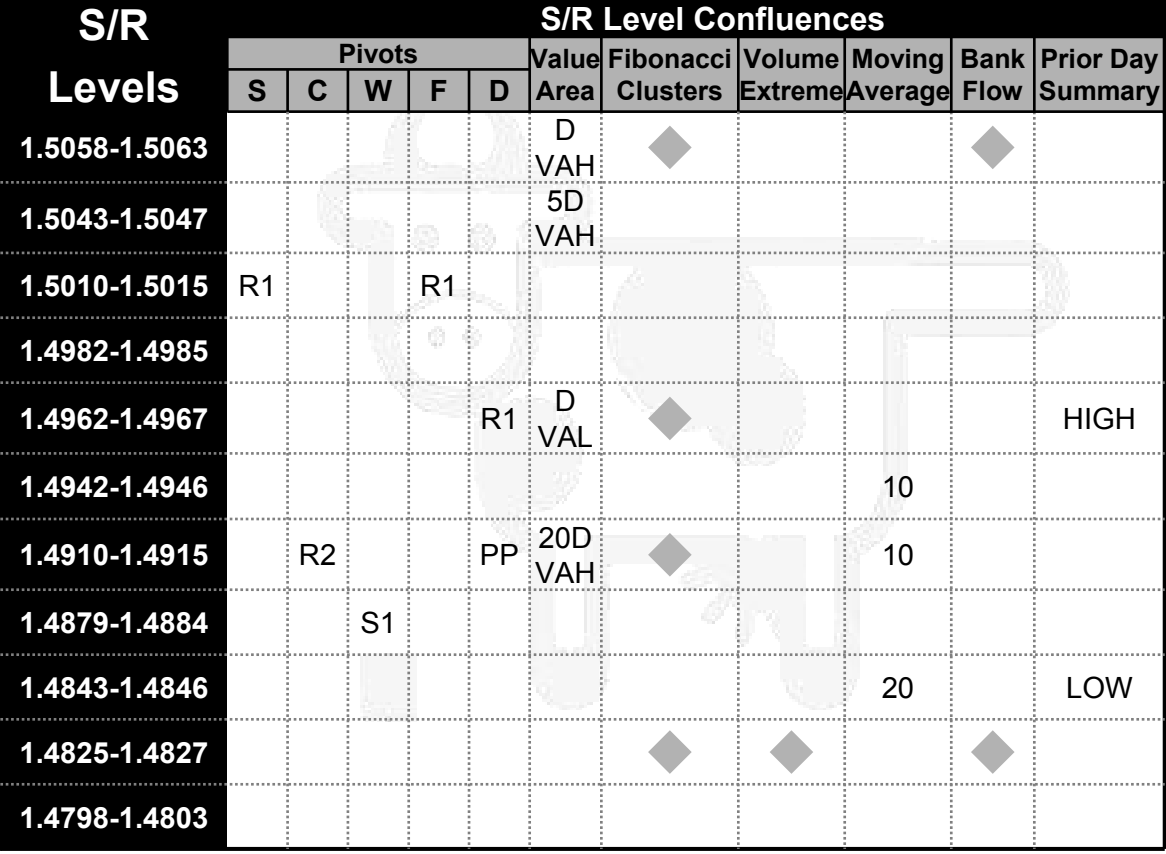 S/R Levels
S/R Level Confluences
Pivots
Value Area
Fibonacci Clusters
Volume Extreme
Moving Average
Bank Flow
Prior Day Summary
S C W F D
1.5058-1.5063 D VAH
1.5043-1.5047 5D VAH
1.5010-1.5015 R1 R1
1.4982-1.4985
1.4962-1.4967 R1 D VAL HIGH
1.4942-1.4946 10
1.4910-1.4915 R2 PP 20D VAH 10
1.4879-1.4884 S1
1.4843-1.4846 20 LOW
1.4825-1.4827
1.4798-1.4803